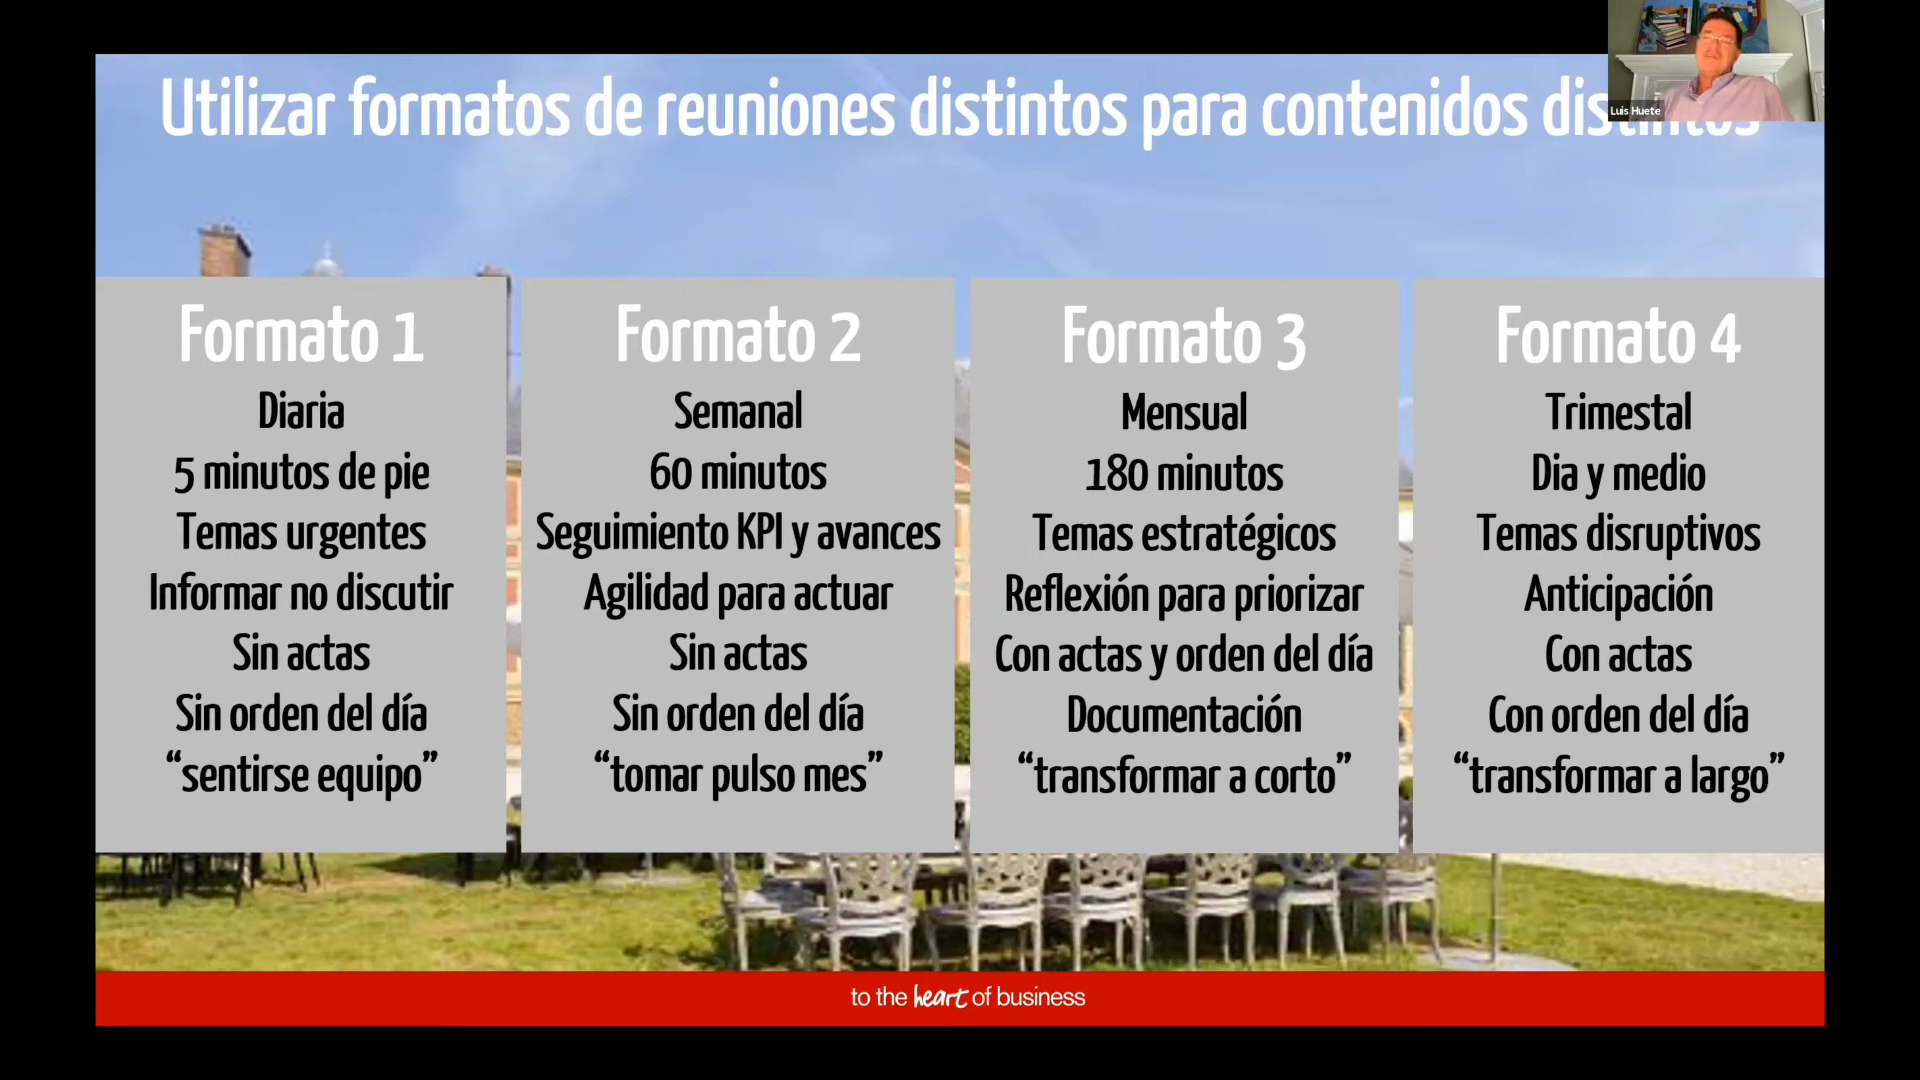 Utilizar formatos de reuniones distintos para contenidos distintos
Luis Huete
Formato 1
Diaria
5 minutos de pie
Temas urgentes
Informar no discutir
Sin actas
Sin orden del día
“sentirse equipo”
Formato 2
Semanal
60 minutos
Seguimiento KPI y avances
Agilidad para actuar
Sin actas
Sin orden del día
“tomar pulso mes”
Formato 3
Mensual
180 minutos
Temas estratégicos
Reflexión para priorizar
Con actas y orden del día
Documentación
“transformar a corto”
Formato 4
Trimestal
Dia y medio
Temas disruptivos
Anticipación
Con actas
Con orden del día
“transformar a largo”
to the heart of business